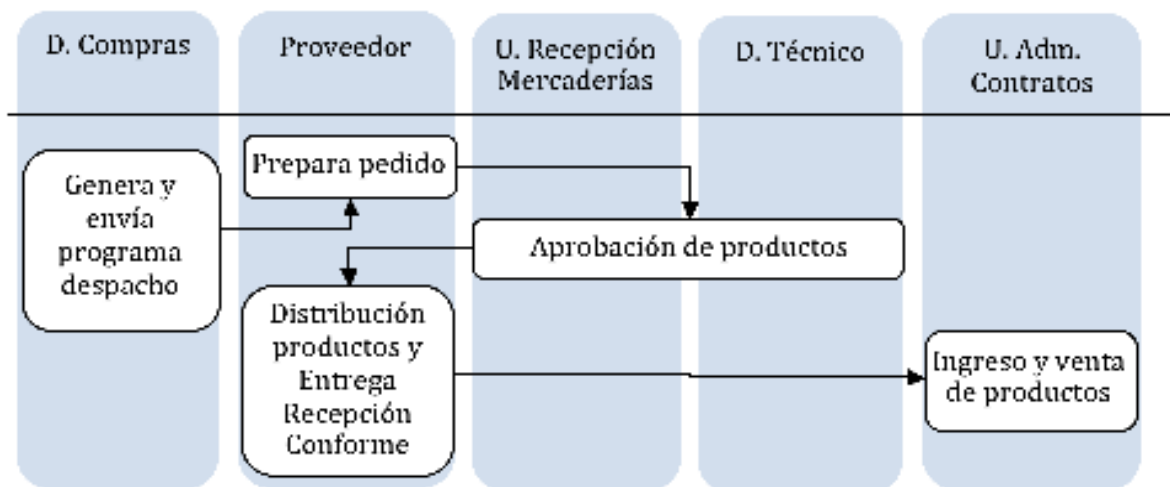 D. Compras
Proveedor
U. Recepción
Mercaderías
D. Técnico
U. Adm.
Contratos
Genera y
envía
programa
despacho
Prepara pedido
Aprobación de productos
Distribución
productos y
Entrega
Recepción
Conforme
Ingreso y venta
de productos